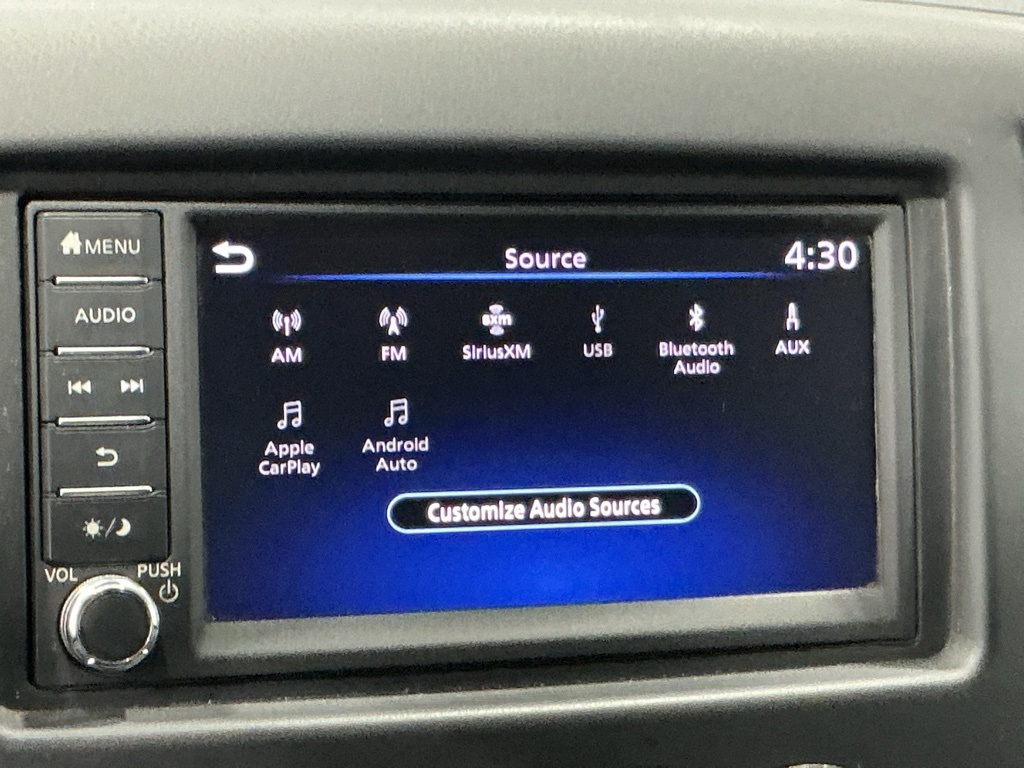 MENU
AUDIO
VOL
PUSH
Source
4:30
AM
FM
sxm
SiriusXM
USB
Bluetooth
Audio
AUX
Apple
CarPlay
Android
Auto
Customize Audio Sources